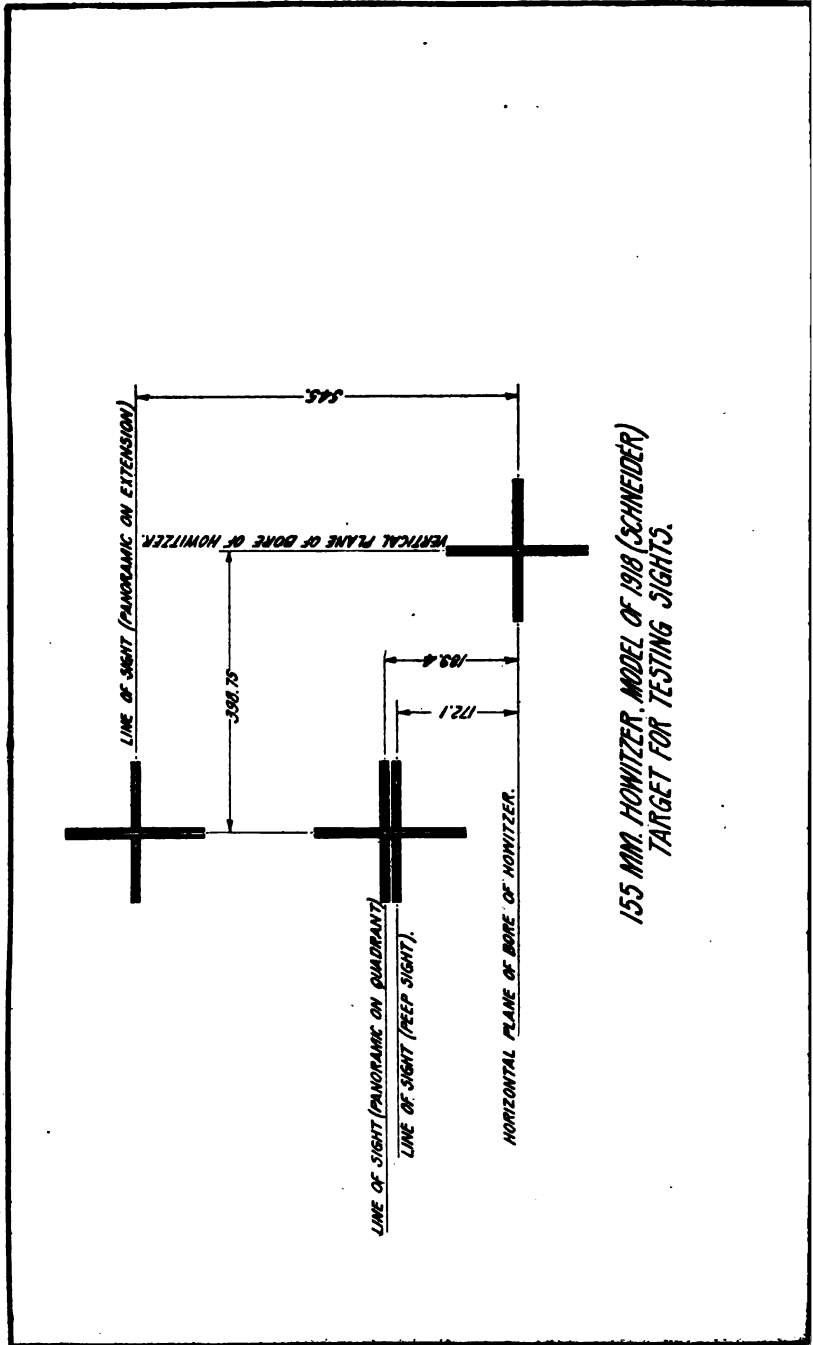 LINE OF SIGHT (PANORAMIC ON EXTENSION)
545.
VERTICAL PLANE OF BORE OF HOWITZER.
398.75
189.4
172.1
LINE OF SIGHT (PANORAMIC ON QUADRANT)
LINE OF SIGHT (PEEP SIGHT).
HORIZONTAL PLANE OF BORE OF HOWITZER.
155 MM. HOWITZER, MODEL OF 1918 (SCHNEIDER)
TARGET FOR TESTING SIGHTS.